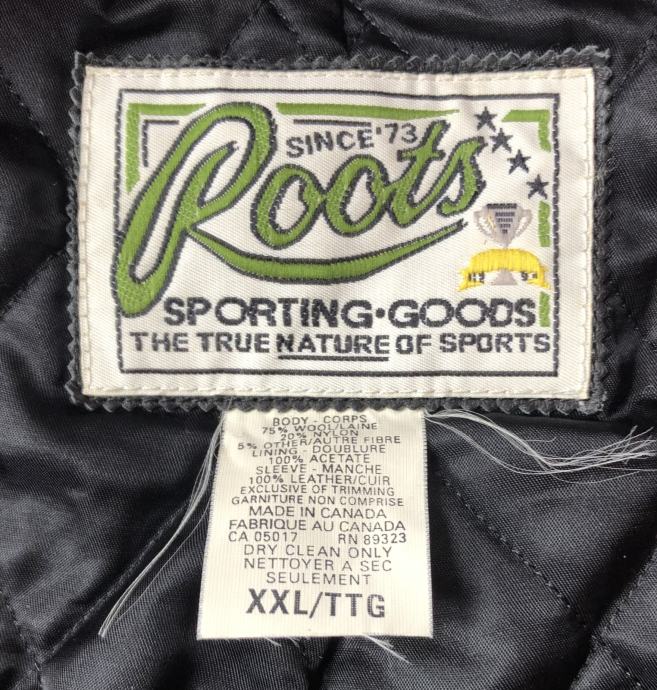 SINCE '73
Roots
SPORTING•GOODS
THE TRUE NATURE OF SPORTS
BODY - CORPS
75% WOOL/LAINE
20% NYLON
5% OTHER/AUTRE FIBRE
LINING - DOUBLURE
100% ACETATE
SLEEVE - MANCHE
100% LEATHER/CUIR
EXCLUSIVE OF TRIMMING
GARNITURE NON COMPRISE
MADE IN CANADA
FABRIQUE AU CANADA
CA 05017 RN 89323
DRY CLEAN ONLY
NETTOYER A SEC
SEULEMENT
XXL/TTG